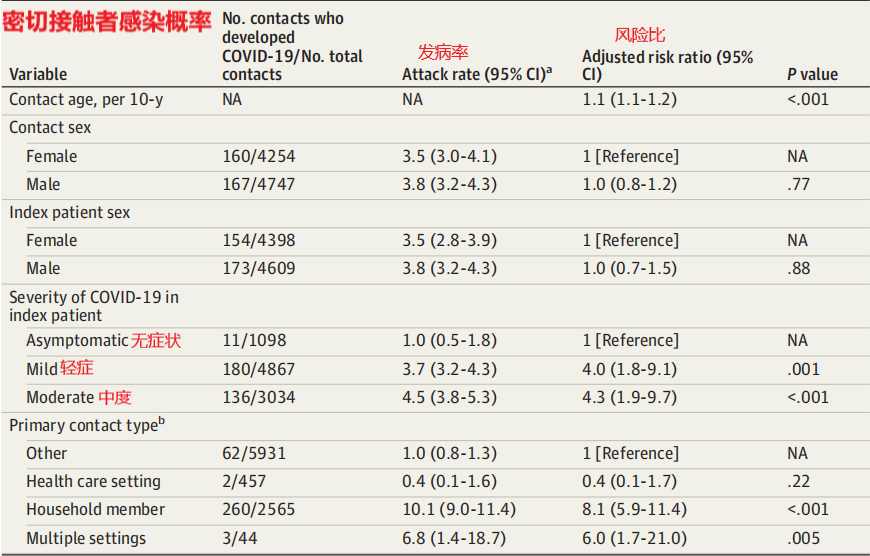 密切接触者感染概率
No. contacts who
developed
COVID-19/No. total
contacts
发病率
风险比
Variable
Attack rate (95% CI)a
Adjusted risk ratio (95%
CI)
P value
Contact age, per 10-y NA NA 1.1 (1.1-1.2) <.001
Contact sex
Female 160/4254 3.5 (3.0-4.1) 1 [Reference] NA
Male 167/4747 3.8 (3.2-4.3) 1.0 (0.8-1.2) .77
Index patient sex
Female 154/4398 3.5 (2.8-3.9) 1 [Reference] NA
Male 173/4609 3.8 (3.2-4.3) 1.0 (0.7-1.5) .88
Severity of COVID-19 in
index patient
Asymptomatic 无症状 11/1098 1.0 (0.5-1.8) 1 [Reference] NA
Mild 轻症 180/4867 3.7 (3.2-4.3) 4.0 (1.8-9.1) .001
Moderate 中度 136/3034 4.5 (3.8-5.3) 4.3 (1.9-9.7) <.001
Primary contact typeb
Other 62/5931 1.0 (0.8-1.3) 1 [Reference] NA
Health care setting 2/457 0.4 (0.1-1.6) 0.4 (0.1-1.7) .22
Household member 260/2565 10.1 (9.0-11.4) 8.1 (5.9-11.4) <.001
Multiple settings 3/44 6.8 (1.4-18.7) 6.0 (1.7-21.0) .005